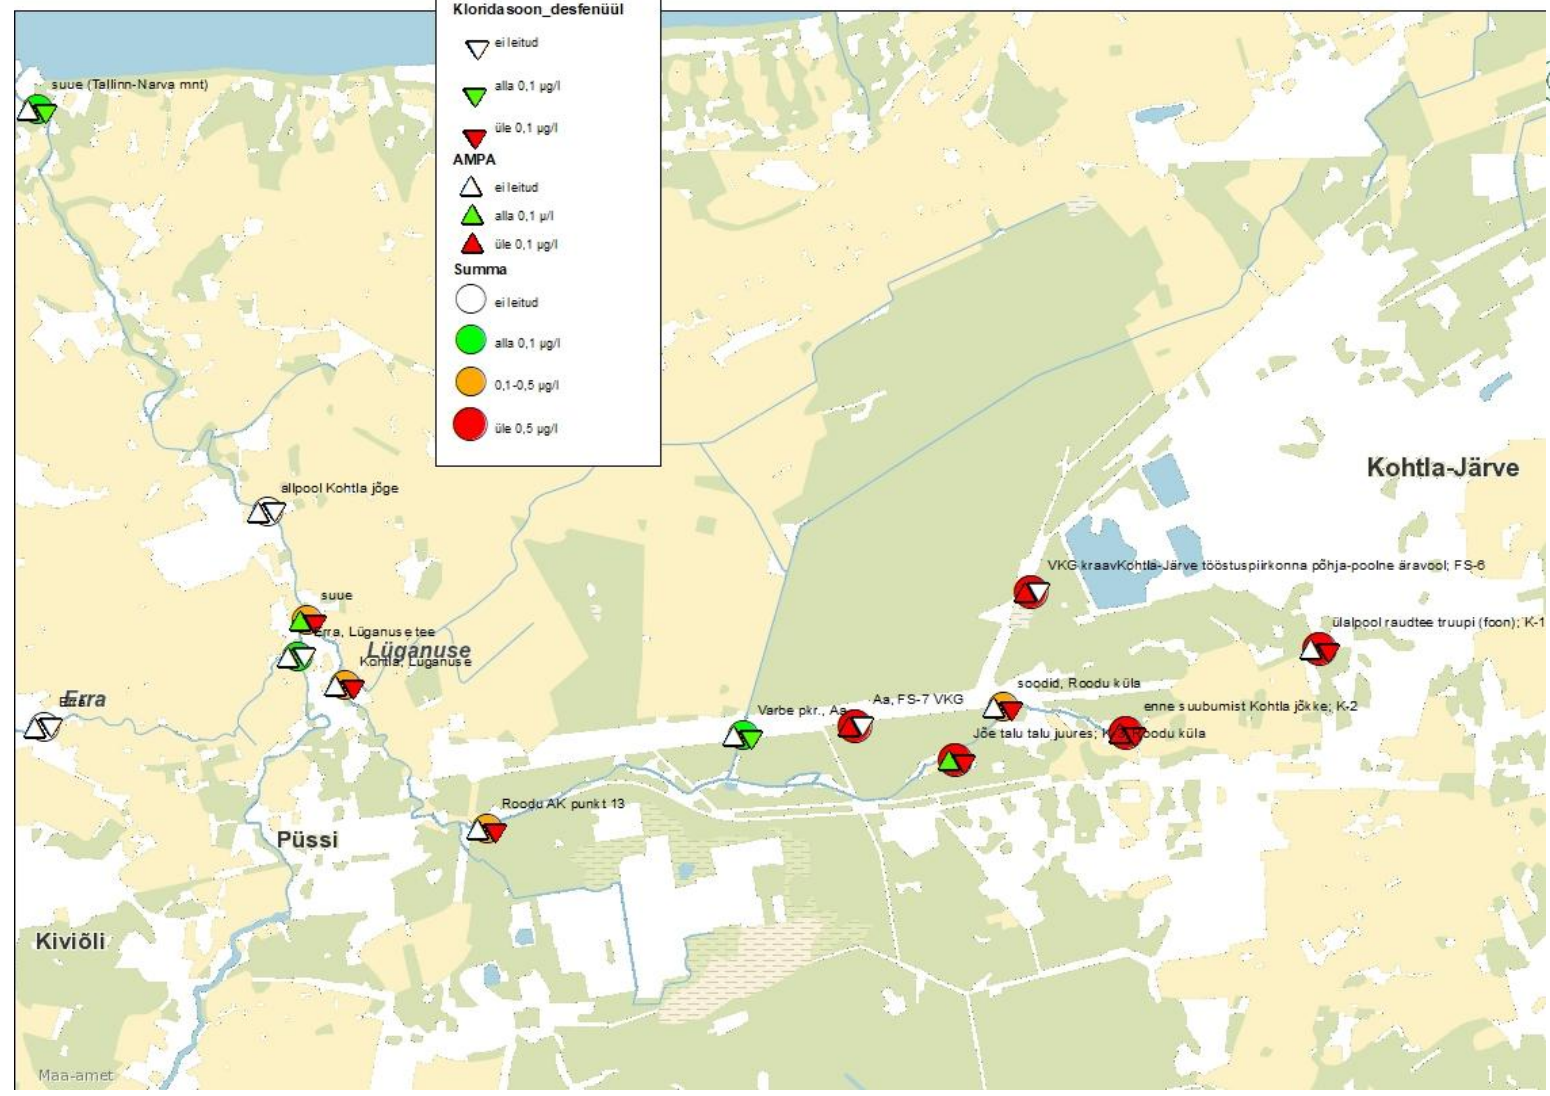 Kloridasoon_desfenüül
ei leitud
alla 0,1 µg/l
üle 0,1 µg/l
AMPA
ei leitud
alla 0,1 µ/l
üle 0,1 µg/l
Summa
ei leitud
alla 0,1 µg/l
0,1-0,5 µg/l
üle 0,5 µg/l
suue (Tallinn-Narva mnt)
Kohtla-Järve
allpool Kohtla jõge
VKG kraavKohtla-Järve tööstuspiirkonna põhja-poolne äravool; FS-6
suue
ülalpool raudtee truupi (foon); K-1
Erra, Lüganuse tee
Lüganuse
Kohtla, Lüganuse
soodid, Roodu küla
Erra
Aa, FS-7 VKG
enne suubumist Kohtla jõkke; K-2
Varbe pkr., Aa
Jõe talu talu juures; K-3, Roodu küla
Roodu AK punkt 13
Püssi
Kiviõli
Maa-amet